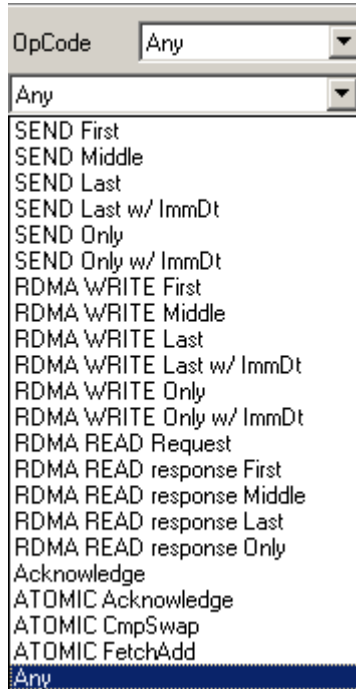 OpCode Any
Any
SEND First
SEND Middle
SEND Last
SEND Last w/ ImmDt
SEND Only
SEND Only w/ ImmDt
RDMA WRITE First
RDMA WRITE Middle
RDMA WRITE Last
RDMA WRITE Last w/ ImmDt
RDMA WRITE Only
RDMA WRITE Only w/ ImmDt
RDMA READ Request
RDMA READ response First
RDMA READ response Middle
RDMA READ response Last
RDMA READ response Only
Acknowledge
ATOMIC Acknowledge
ATOMIC CmpSwap
ATOMIC FetchAdd
Any